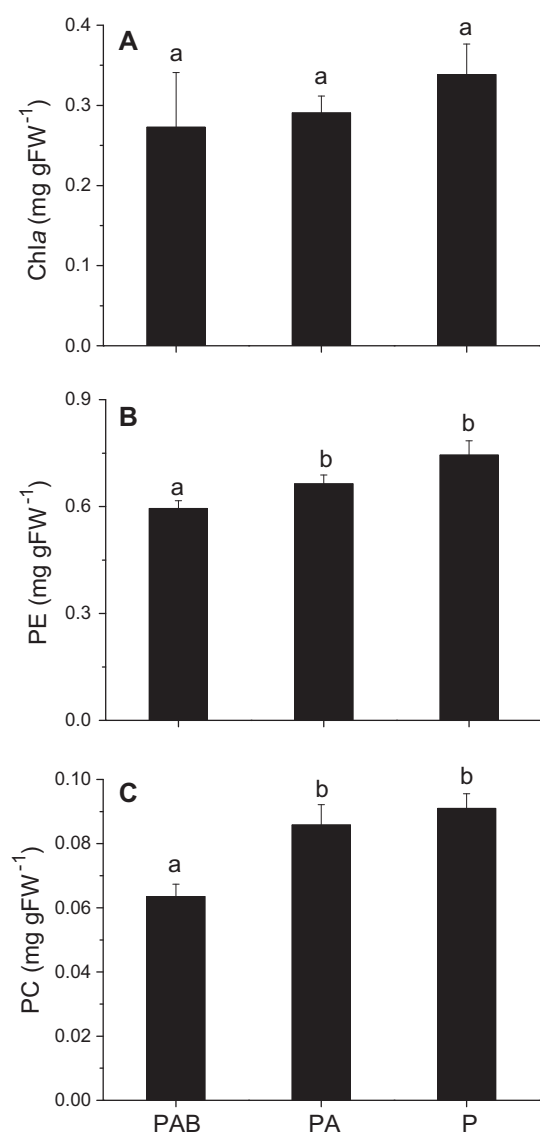 A
0.4
0.3
0.2
0.1
0.0
Chla (mg gFW⁻¹)
a
a
a
B
0.9
0.6
0.3
0.0
PE (mg gFW⁻¹)
a
b
b
C
0.10
0.08
0.06
0.04
0.02
0.00
PC (mg gFW⁻¹)
a
b
b
PAB PA P